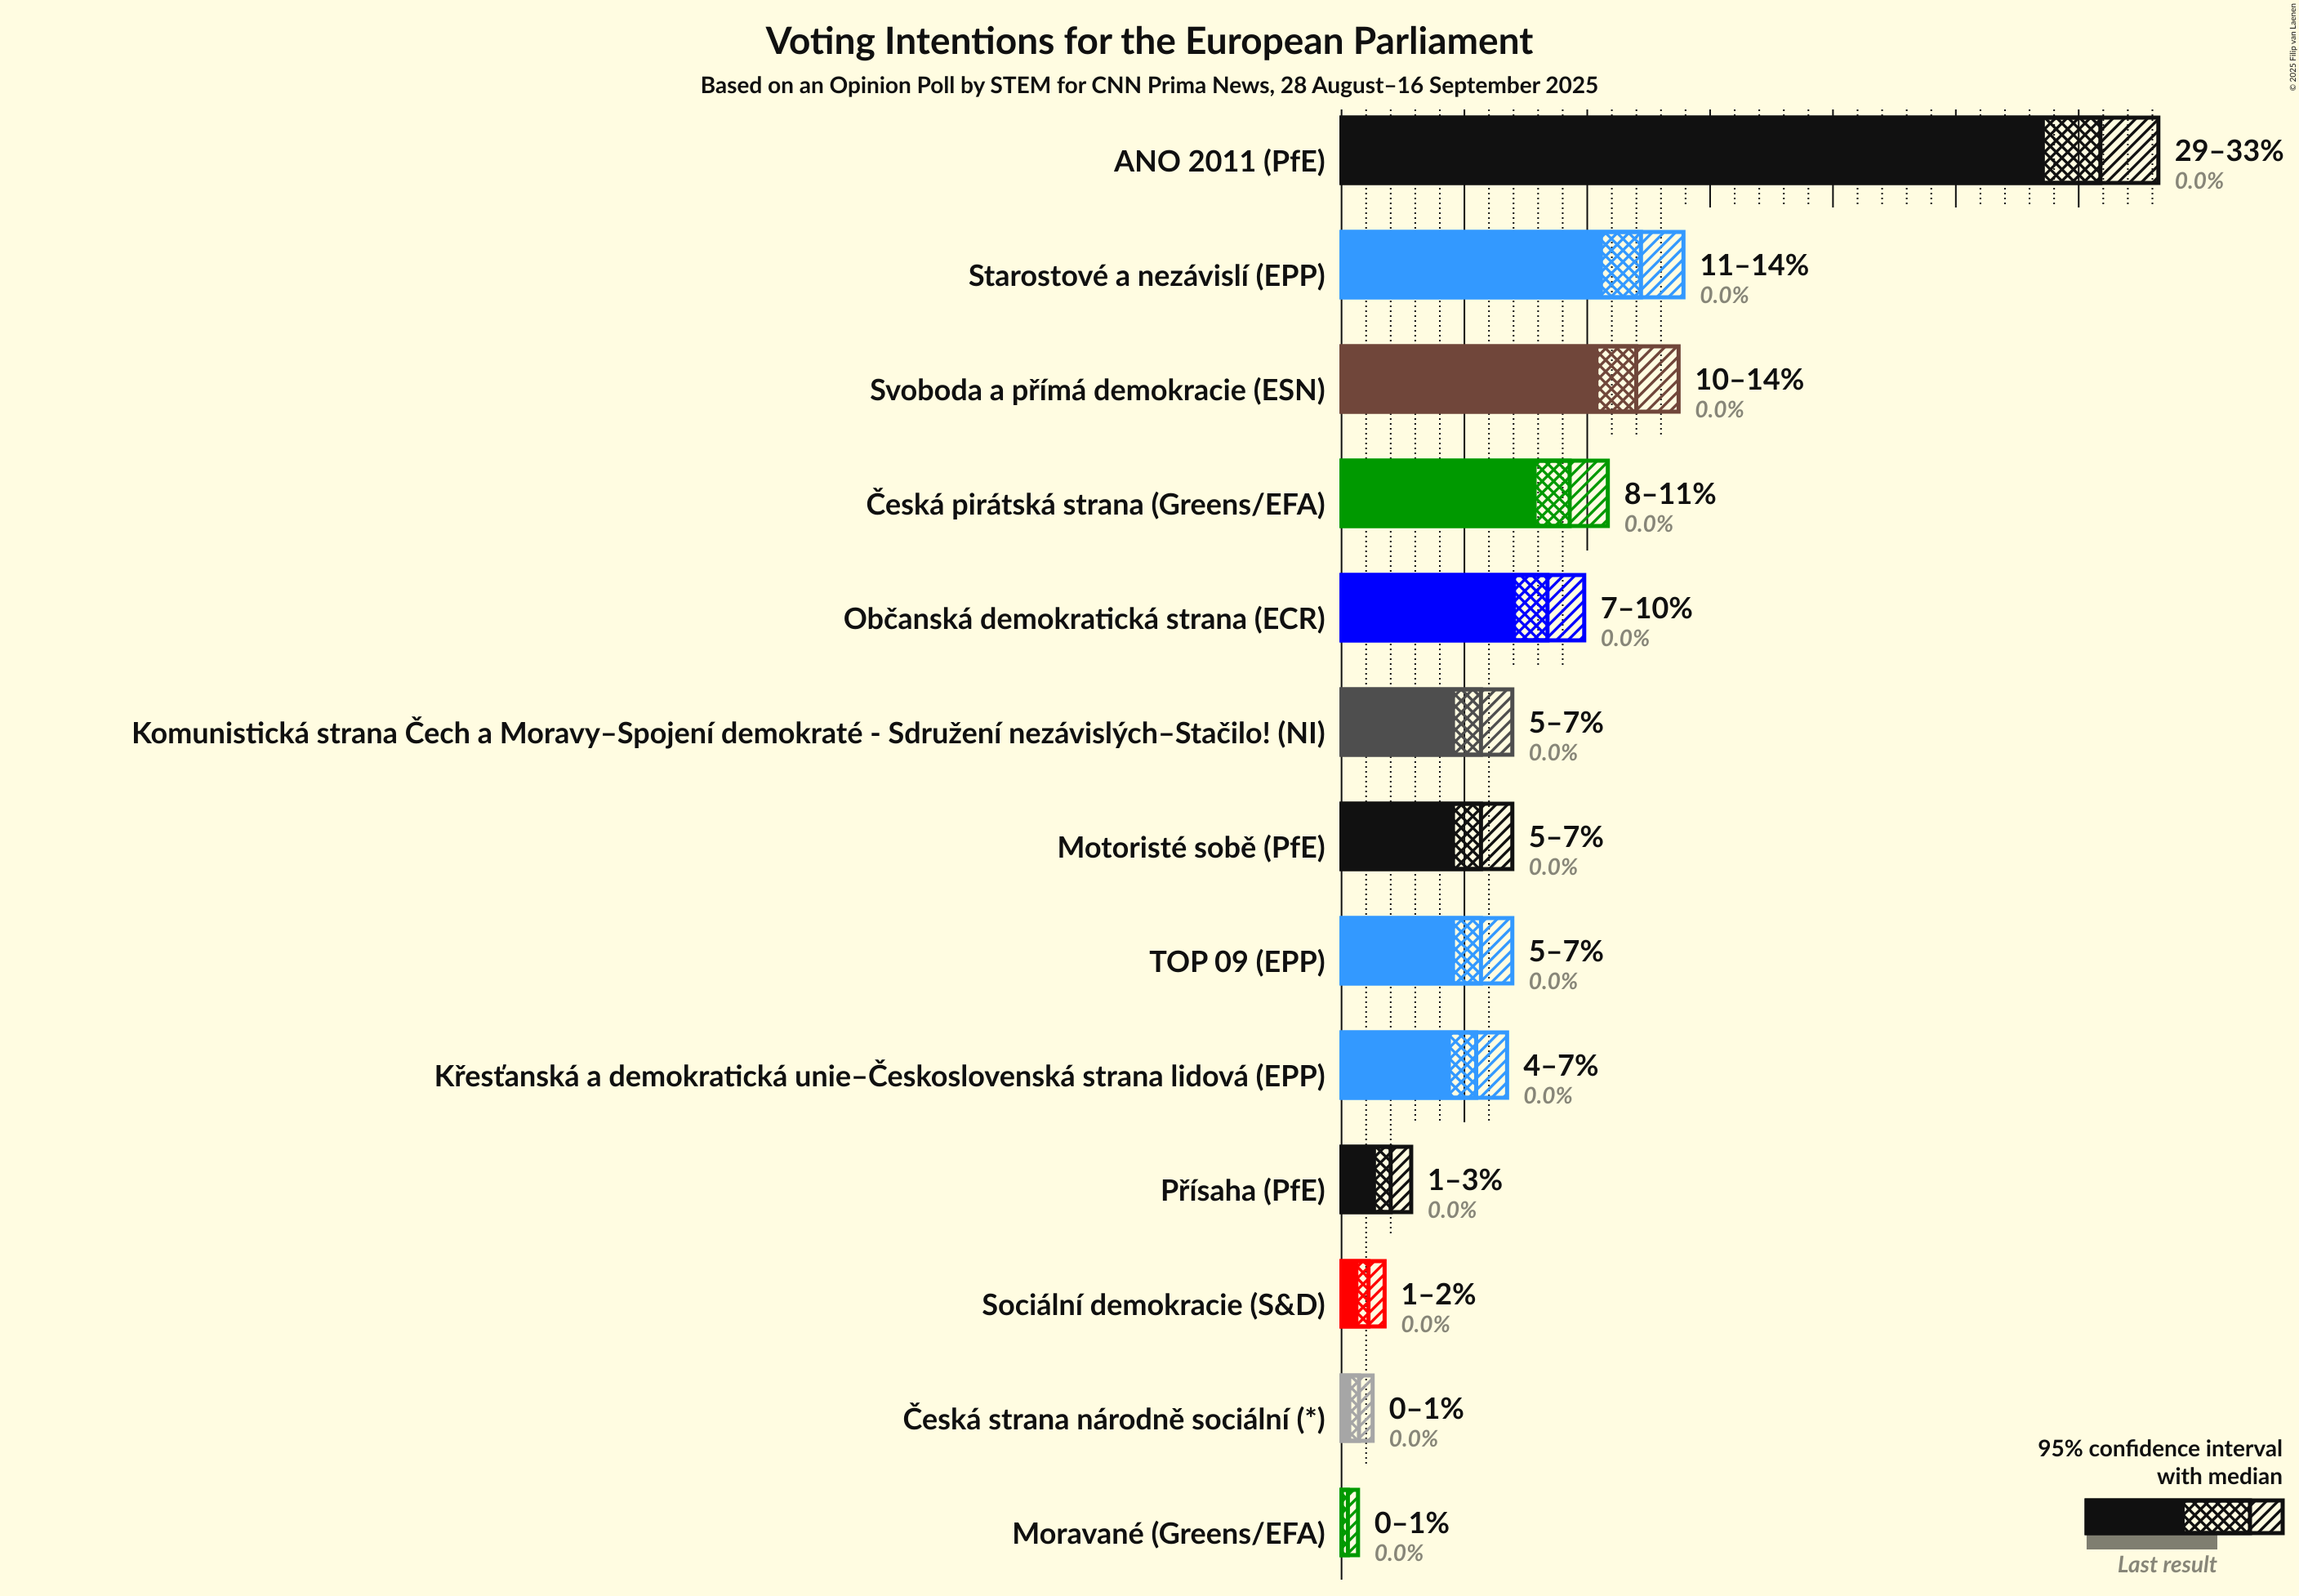 Voting Intentions for the European Parliament
Based on an Opinion Poll by STEM for CNN Prima News, 28 August–16 September 2025
© 2025 Filip van Laenen
ANO 2011 (PfE)
29–33%
0.0%
Starostové a nezávislí (EPP)
11–14%
0.0%
Svoboda a přímá demokracie (ESN)
10–14%
0.0%
Česká pirátská strana (Greens/EFA)
8–11%
0.0%
Občanská demokratická strana (ECR)
7–10%
0.0%
Komunistická strana Čech a Moravy–Spojení demokraté - Sdružení nezávislých–Stačilo! (NI)
5–7%
0.0%
Motoristé sobě (PfE)
5–7%
0.0%
TOP 09 (EPP)
5–7%
0.0%
Křesťanská a demokratická unie–Československá strana lidová (EPP)
4–7%
0.0%
Přísaha (PfE)
1–3%
0.0%
Sociální demokracie (S&D)
1–2%
0.0%
Česká strana národně sociální (*)
0–1%
0.0%
Moravané (Greens/EFA)
0–1%
0.0%
95% confidence interval
with median
Last result